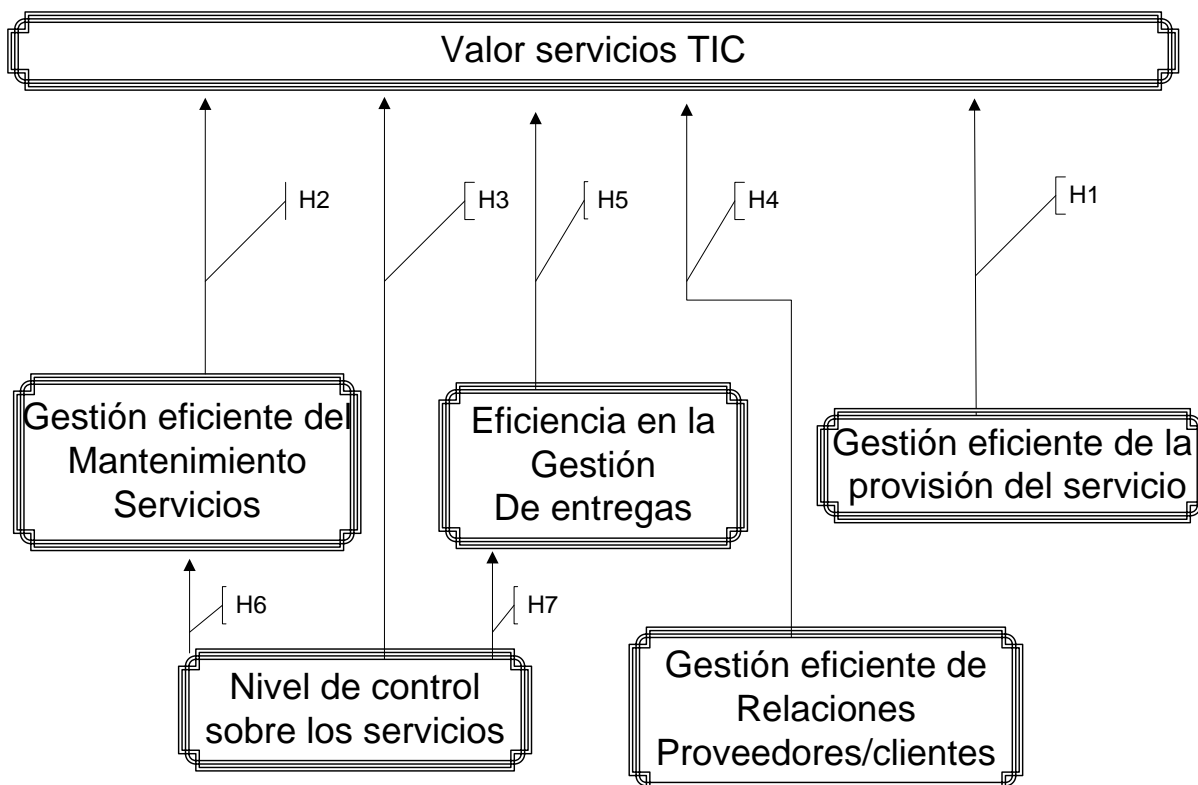 Valor servicios TIC
H2
H3
H5
H4
H1
Gestión eficiente del
Mantenimiento
Servicios
Eficiencia en la
Gestión
De entregas
Gestión eficiente de la
provisión del servicio
H6
H7
Nivel de control
sobre los servicios
Gestión eficiente de
Relaciones
Proveedores/clientes